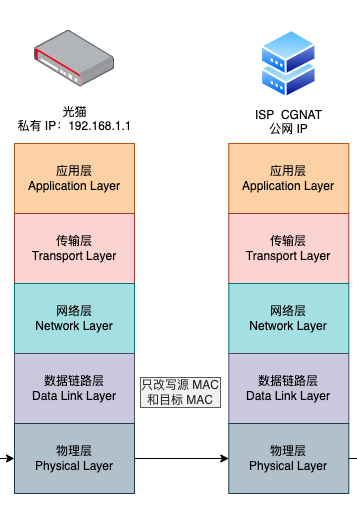 光猫
私有 IP：192.168.1.1
ISP CGNAT
公网 IP
应用层
Application Layer
应用层
Application Layer
传输层
Transport Layer
传输层
Transport Layer
网络层
Network Layer
网络层
Network Layer
数据链路层
Data Link Layer
只改写源 MAC
和目标 MAC
数据链路层
Data Link Layer
物理层
Physical Layer
物理层
Physical Layer